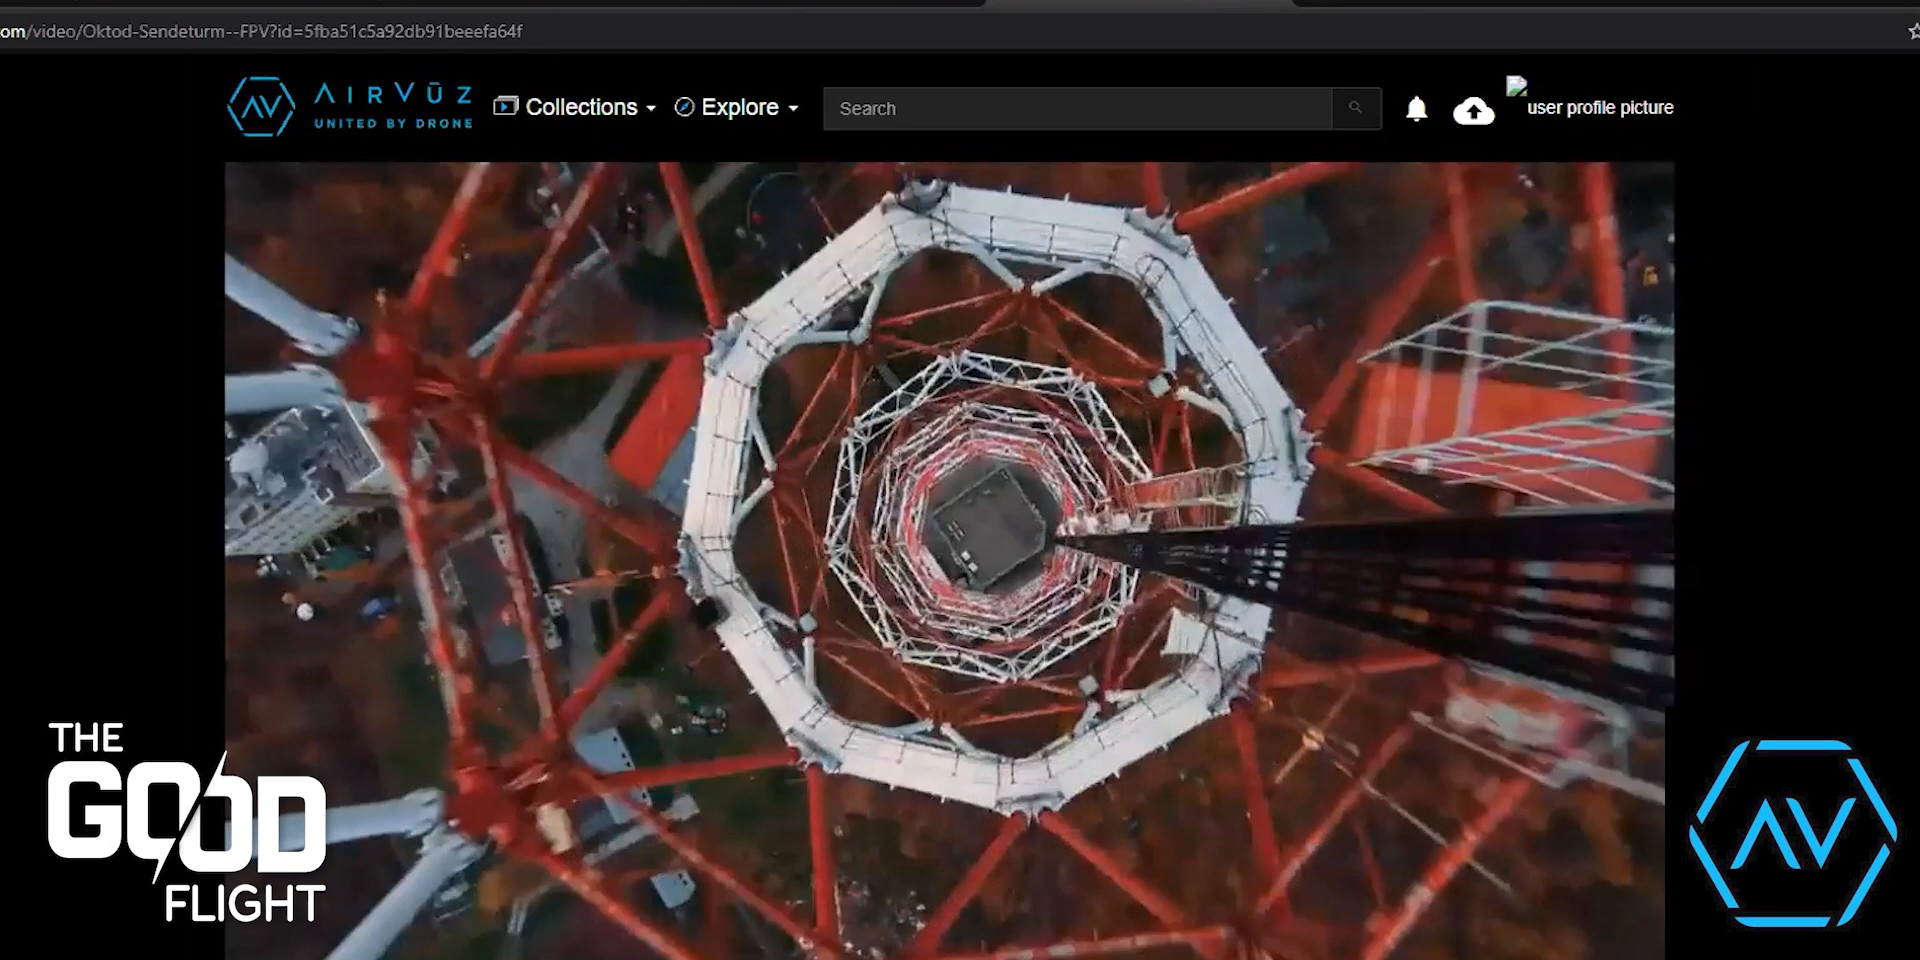 om/video/Oktod-Sendeturm--FPV?id=5fba51c5a92db91beeefa64f
AIRVŪZ
UNITED BY DRONE
Collections
Explore
Search
user profile picture
THE
GOOD
FLIGHT
AV